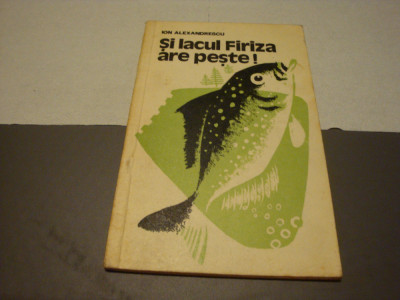 ION ALEXANDRESCU
Și lacul Firiza
are pește!